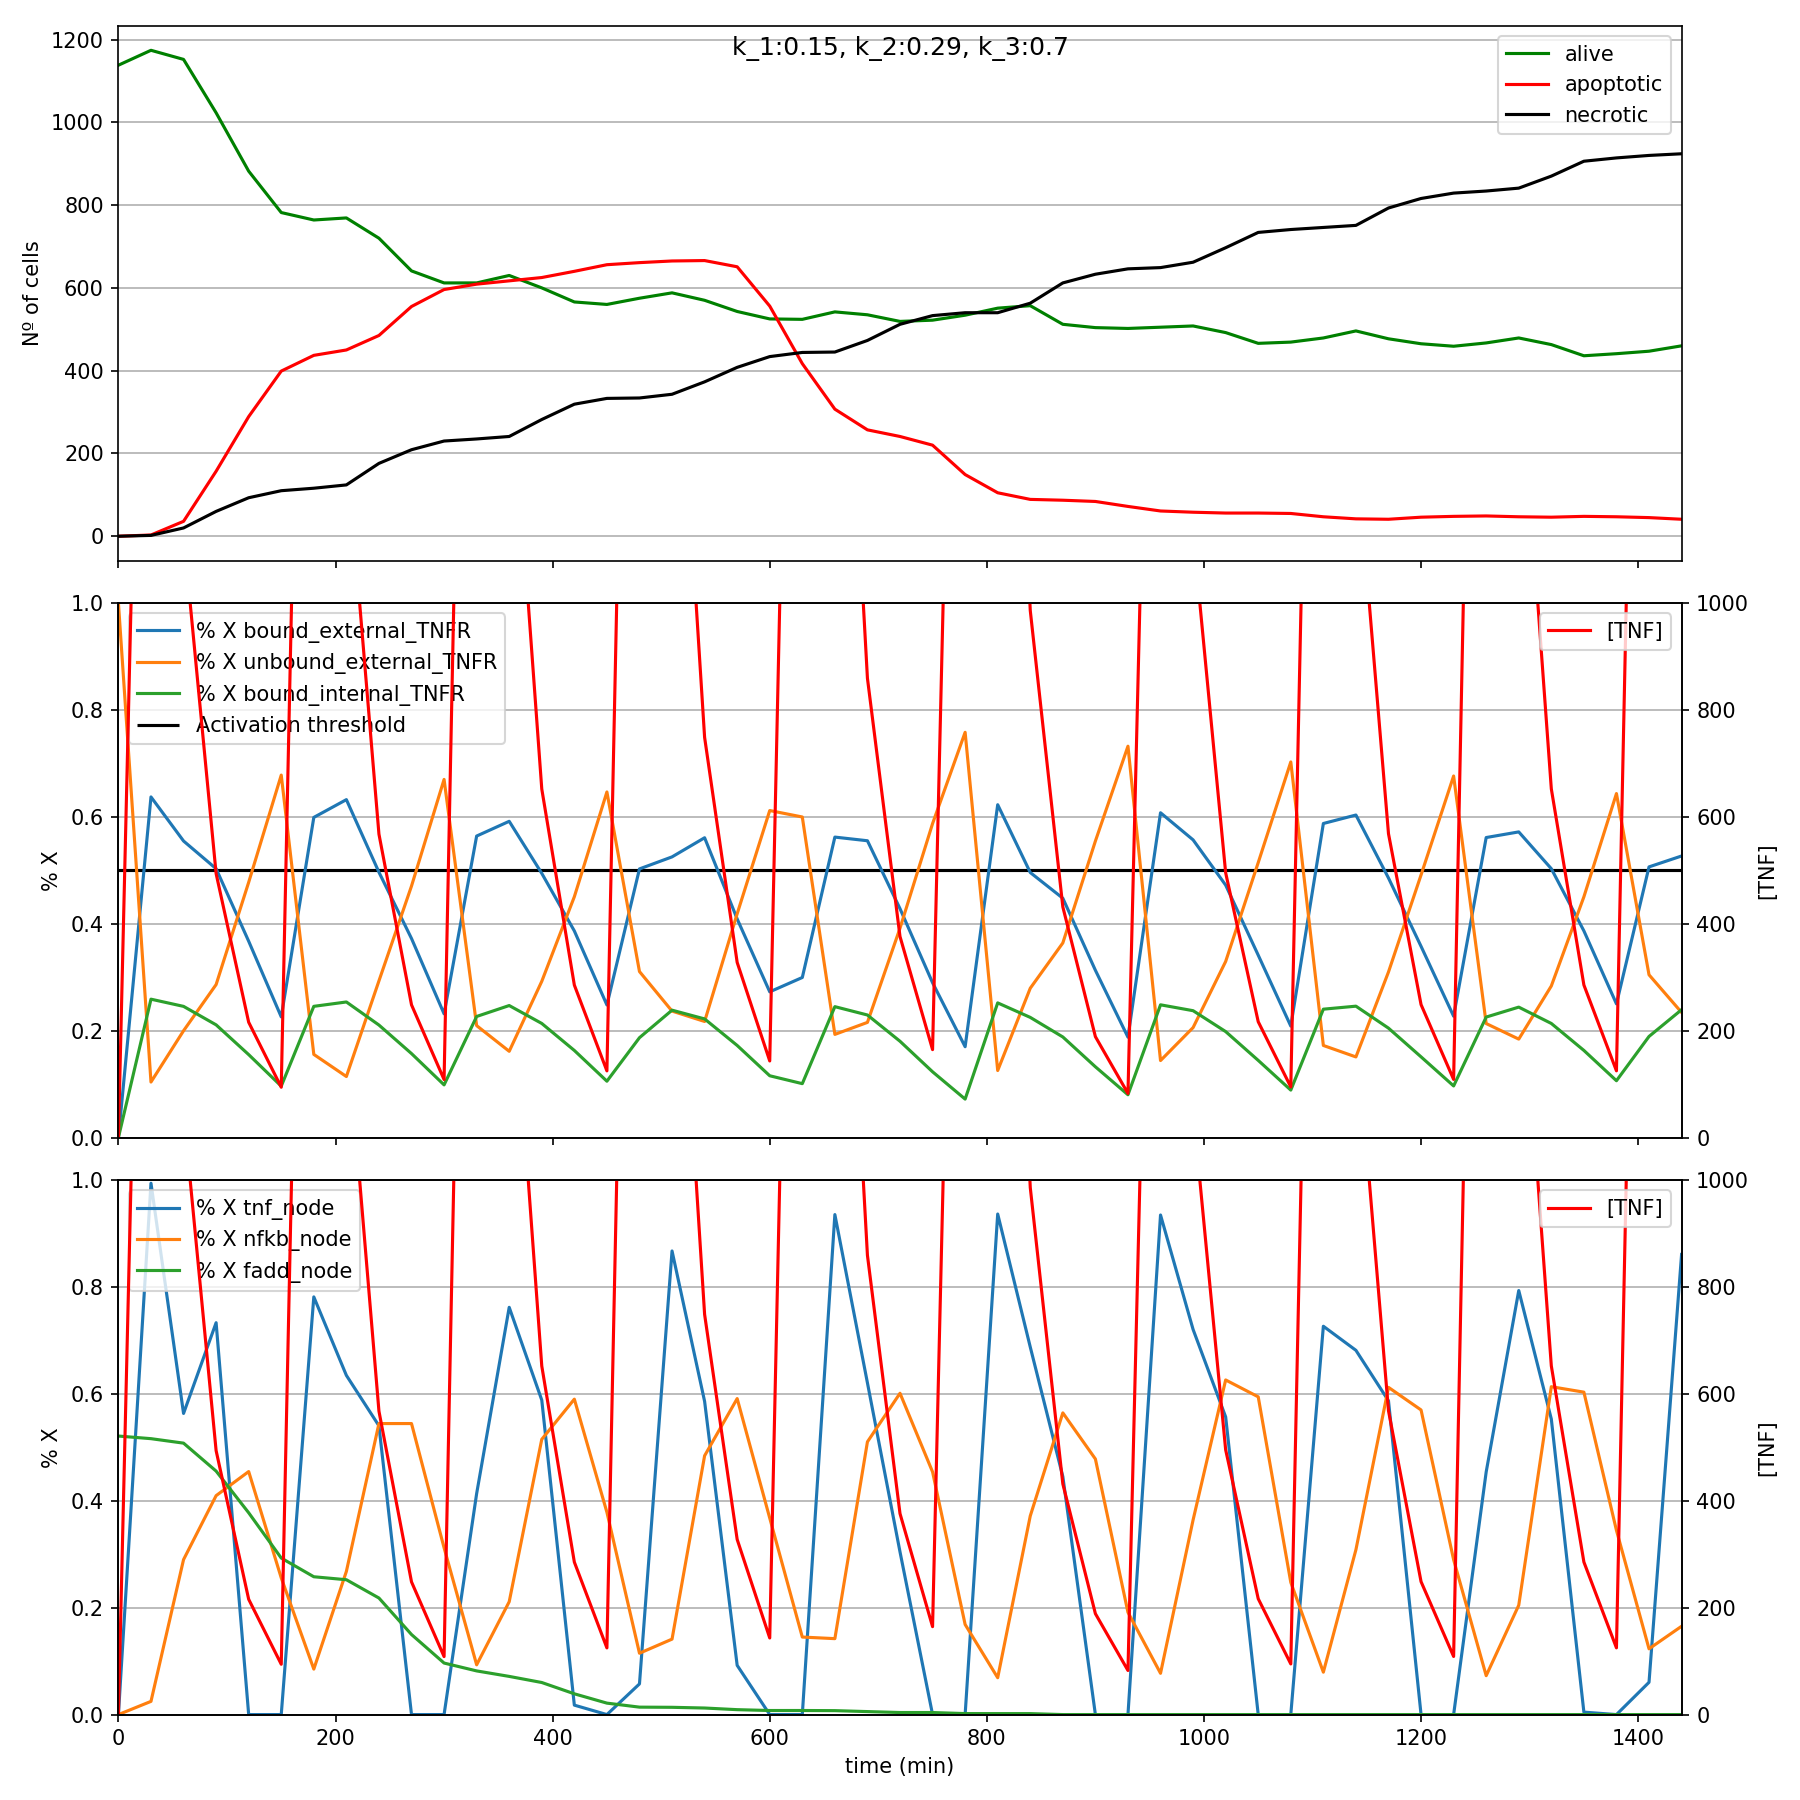 k_1:0.15, k_2:0.29, k_3:0.7
1200
1000
800
600
400
200
0
Nº of cells
alive
apoptotic
necrotic
1.0
0.8
0.6
0.4
0.2
0.0
% X
% X bound_external_TNFR
% X unbound_external_TNFR
% X bound_internal_TNFR
Activation threshold
[TNF]
1000
800
600
400
200
0
[TNF]
1.0
0.8
0.6
0.4
0.2
0.0
% X
% X tnf_node
% X nfkb_node
% X fadd_node
[TNF]
1000
800
600
400
200
0
[TNF]
0 200 400 600 800 1000 1200 1400
time (min)